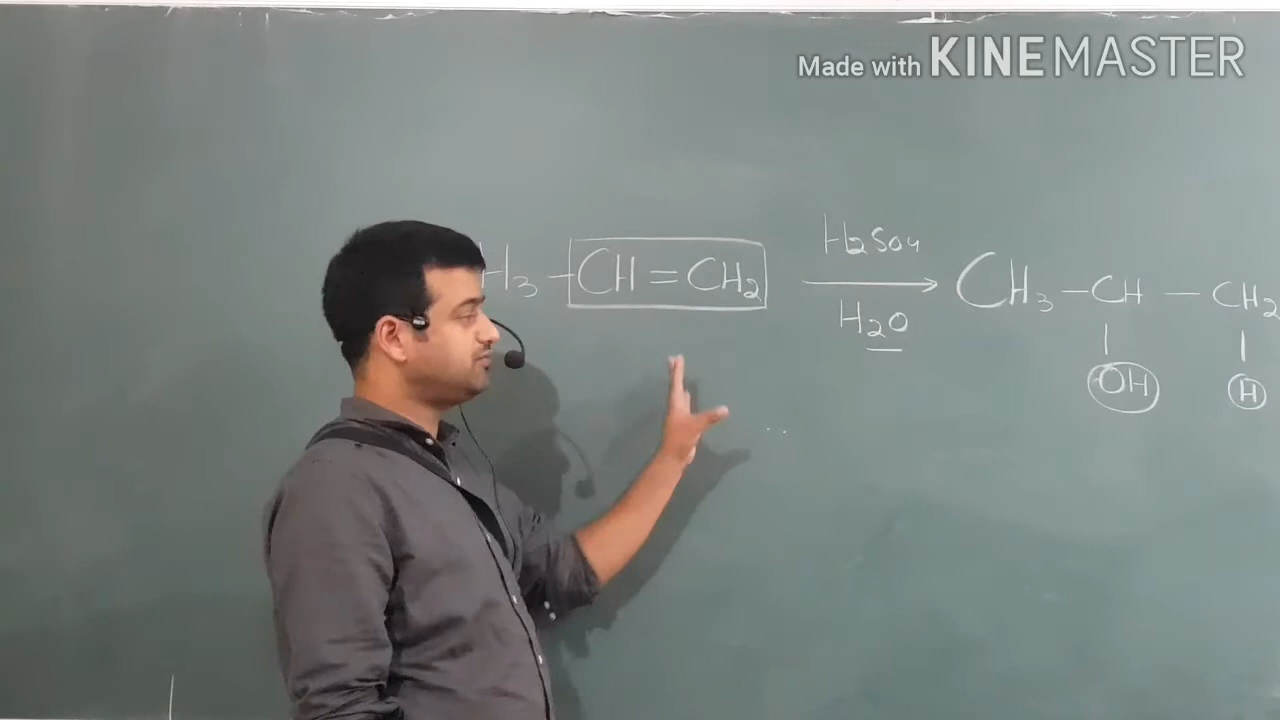 Made with KINEMASTER
H₃ - CH = CH₂
H₂SO₄
H₂O
CH₃ - CH - CH₂
OH H